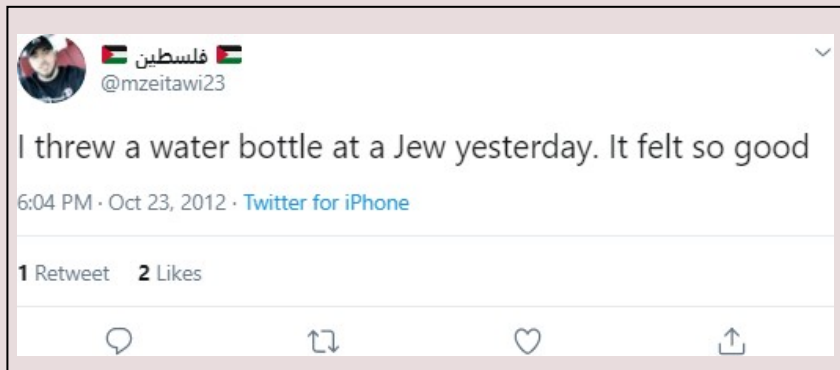 🇵🇸 فلسطين 🇵🇸
@mzeitawi23
I threw a water bottle at a Jew yesterday. It felt so good
6:04 PM · Oct 23, 2012 · Twitter for iPhone
1 Retweet 2 Likes